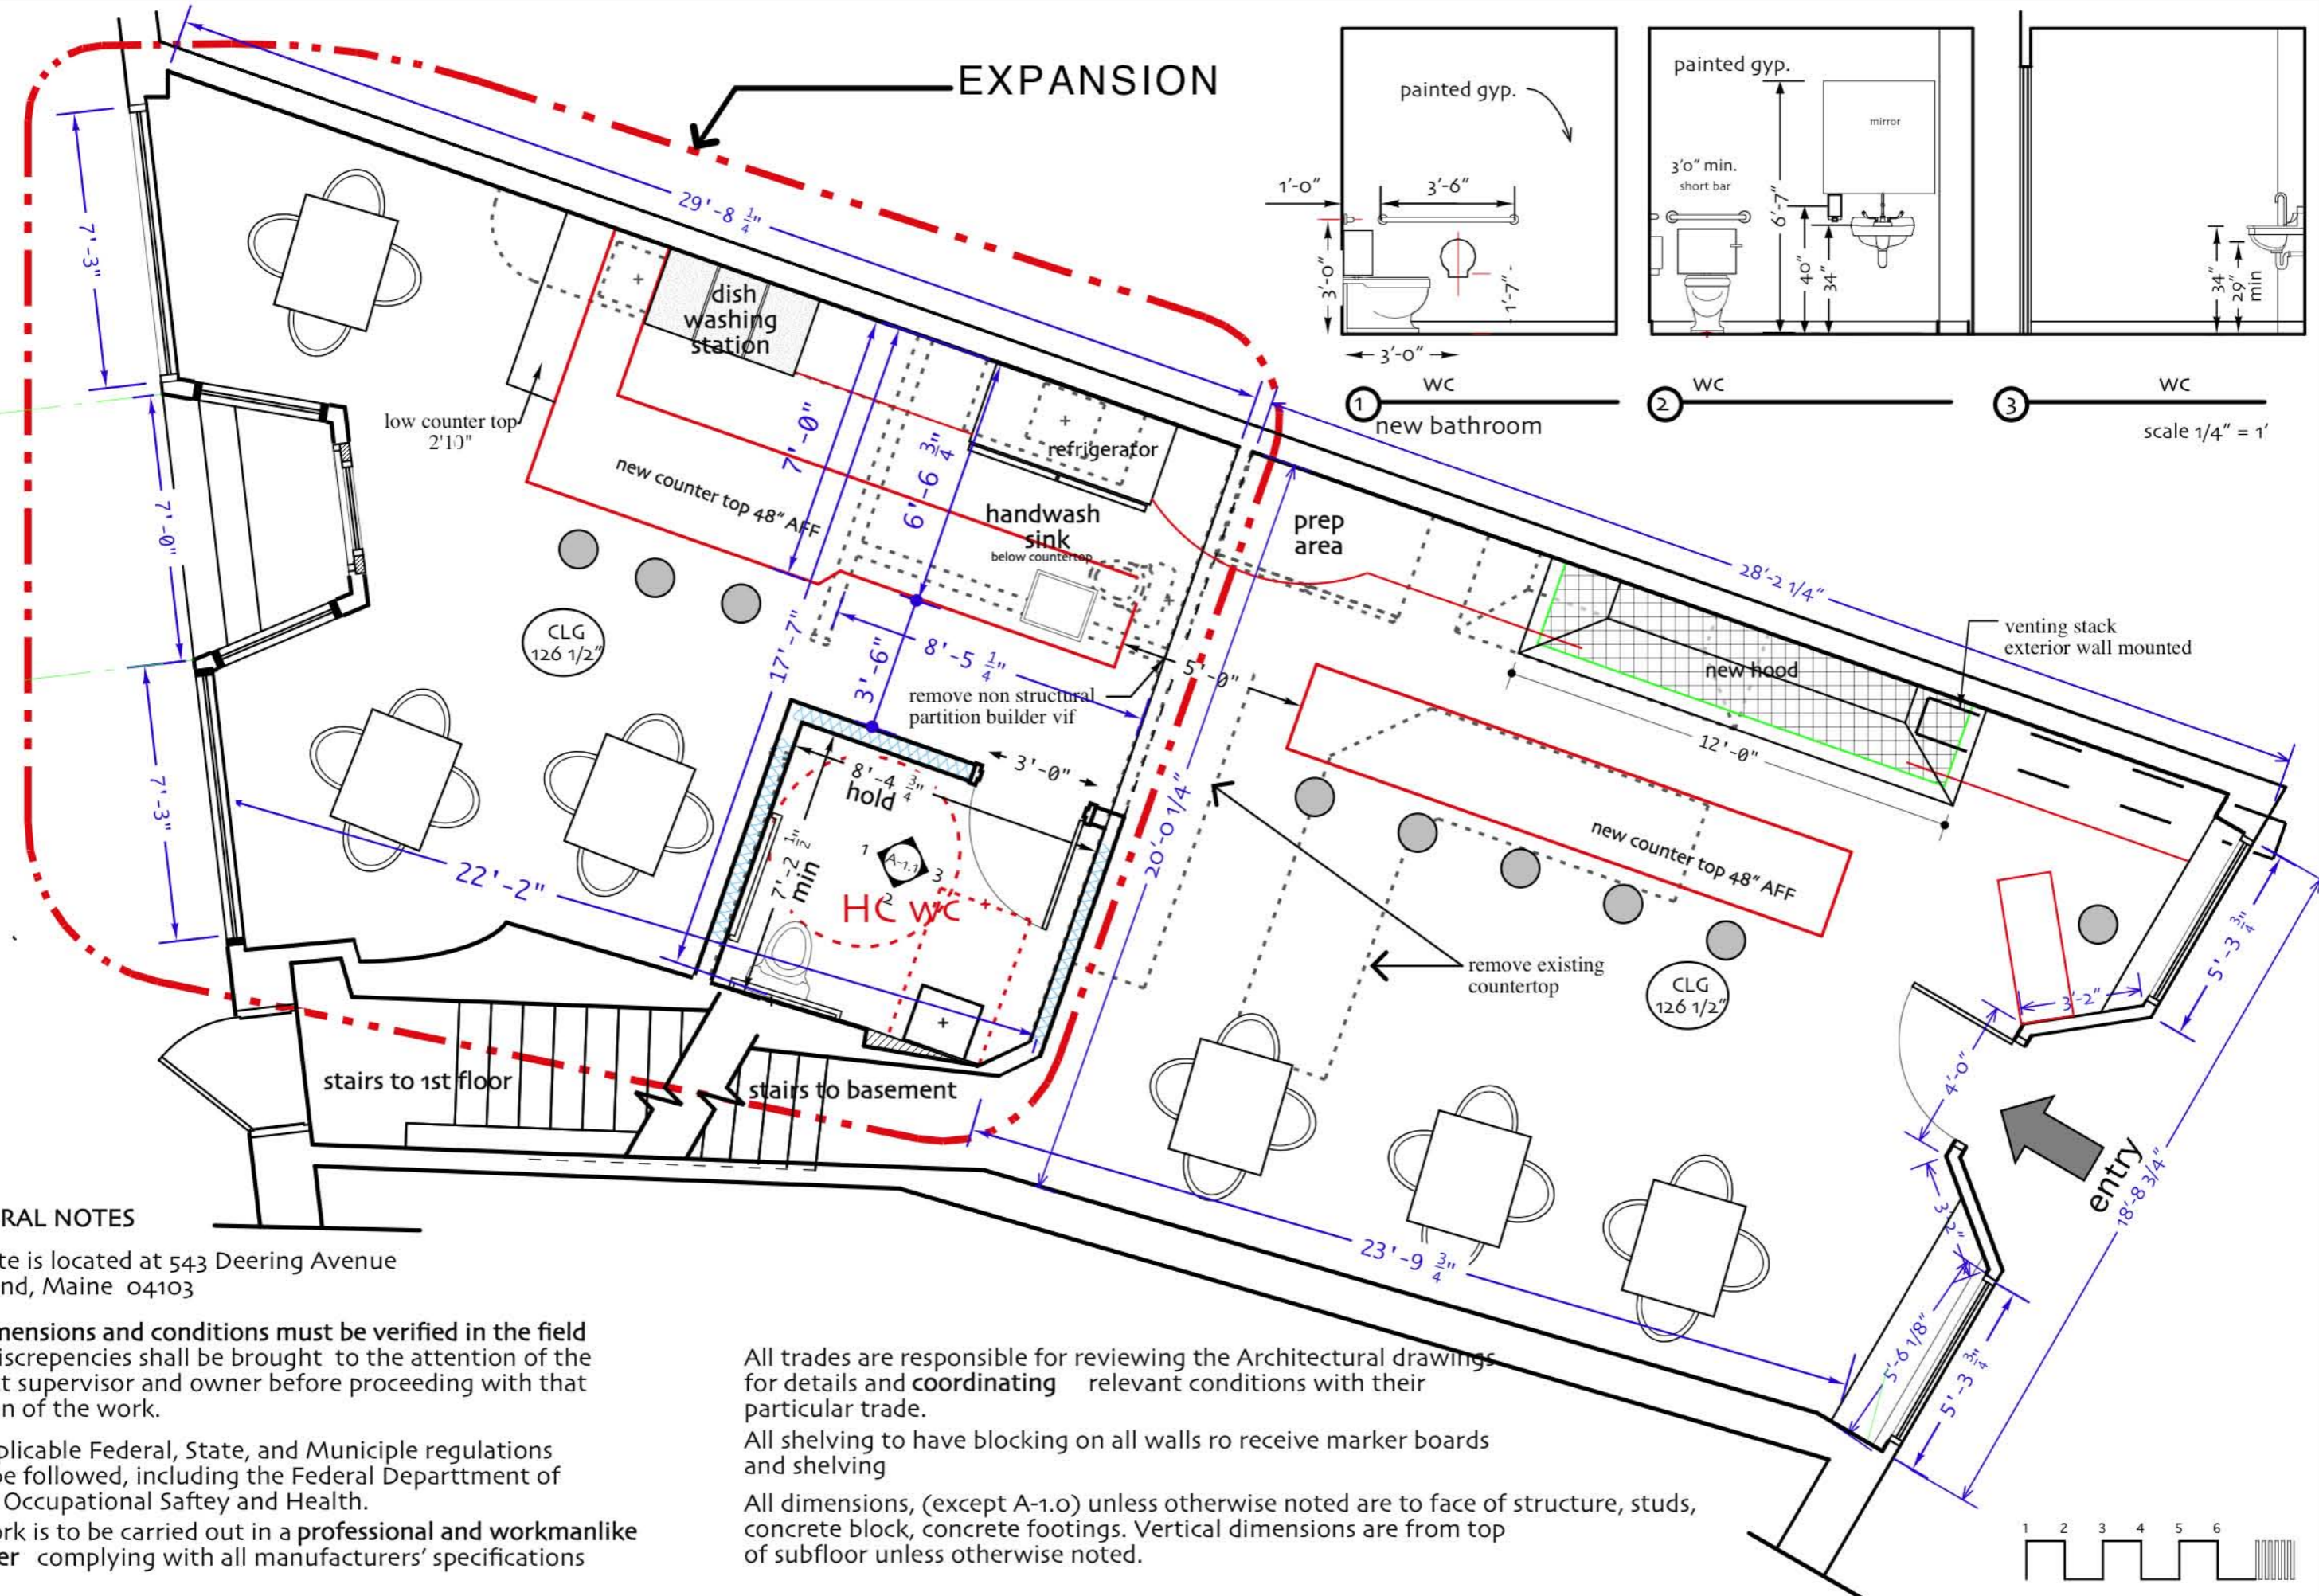 EXPANSION
29'-8 1/4"
7'-3"
7'-0"
7'-3"
dish
washing
station
low counter top
2'10"
new counter top 48" AFF
7'-0"
6'-6 3/4"
refrigerator
handwash
sink
below countertop
prep
area
CLG
126 1/2"
17'-7"
3'-6"
8'-5 1/4"
5'-0"
remove non structural
partition builder vif
8'-4 3/4"
hold
3'-0"
7'-2 1/2"
min
1
A-1.1
3
2
HC WC
22'-2"
20'-0 1/4"
stairs to 1st floor
stairs to basement
28'-2 1/4"
new hood
12'-0"
venting stack
exterior wall mounted
new counter top 48" AFF
remove existing
countertop
CLG
126 1/2"
3'-2"
5'-3 3/4"
4'-0"
entry
18'-8 3/4"
3'-2"
5'-6 1/8"
5'-3 3/4"
23'-9 3/4"
painted gyp.
1'-0"
3'-6"
3'-0"
1'-7"
3'-0"
1
WC
new bathroom
painted gyp.
mirror
3'0" min.
short bar
6'-7"
40"
34"
2
WC
34"
29"
min
3
WC
scale 1/4" = 1'
RAL NOTES
te is located at 543 Deering Avenue
nd, Maine 04103
mensions and conditions must be verified in the field
iscrepencies shall be brought to the attention of the
t supervisor and owner before proceeding with that
n of the work.
plicable Federal, State, and Municiple regulations
be followed, including the Federal Departtment of
Occupational Saftey and Health.
rk is to be carried out in a professional and workmanlike
er complying with all manufacturers' specifications
All trades are responsible for reviewing the Architectural drawings
for details and coordinating relevant conditions with their
particular trade.
All shelving to have blocking on all walls ro receive marker boards
and shelving
All dimensions, (except A-1.0) unless otherwise noted are to face of structure, studs,
concrete block, concrete footings. Vertical dimensions are from top
of subfloor unless otherwise noted.
1 2 3 4 5 6